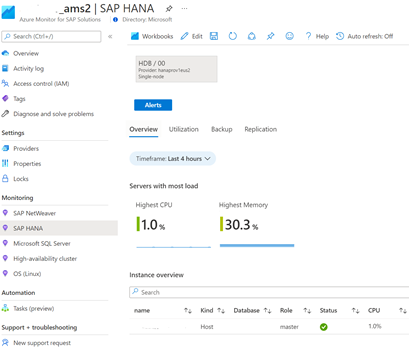 _ams2 | SAP HANA
Azure Monitor for SAP Solutions
Directory: Microsoft
Search (Ctrl+/)
Overview
Activity log
Access control (IAM)
Tags
Diagnose and solve problems
Settings
Providers
Properties
Locks
Monitoring
SAP NetWeaver
SAP HANA
Microsoft SQL Server
High-availability cluster
OS (Linux)
Automation
Tasks (preview)
Support + troubleshooting
New support request
Workbooks
Edit
Help
Auto refresh: Off
HDB / 00
Provider: hanaprov1eus2
Single-node
Alerts
Overview Utilization Backup Replication
Timeframe: Last 4 hours
Servers with most load
Highest CPU
1.0 %
Highest Memory
30.3 %
Instance overview
Search
name Kind Database Role Status CPU
Host master 1.0%